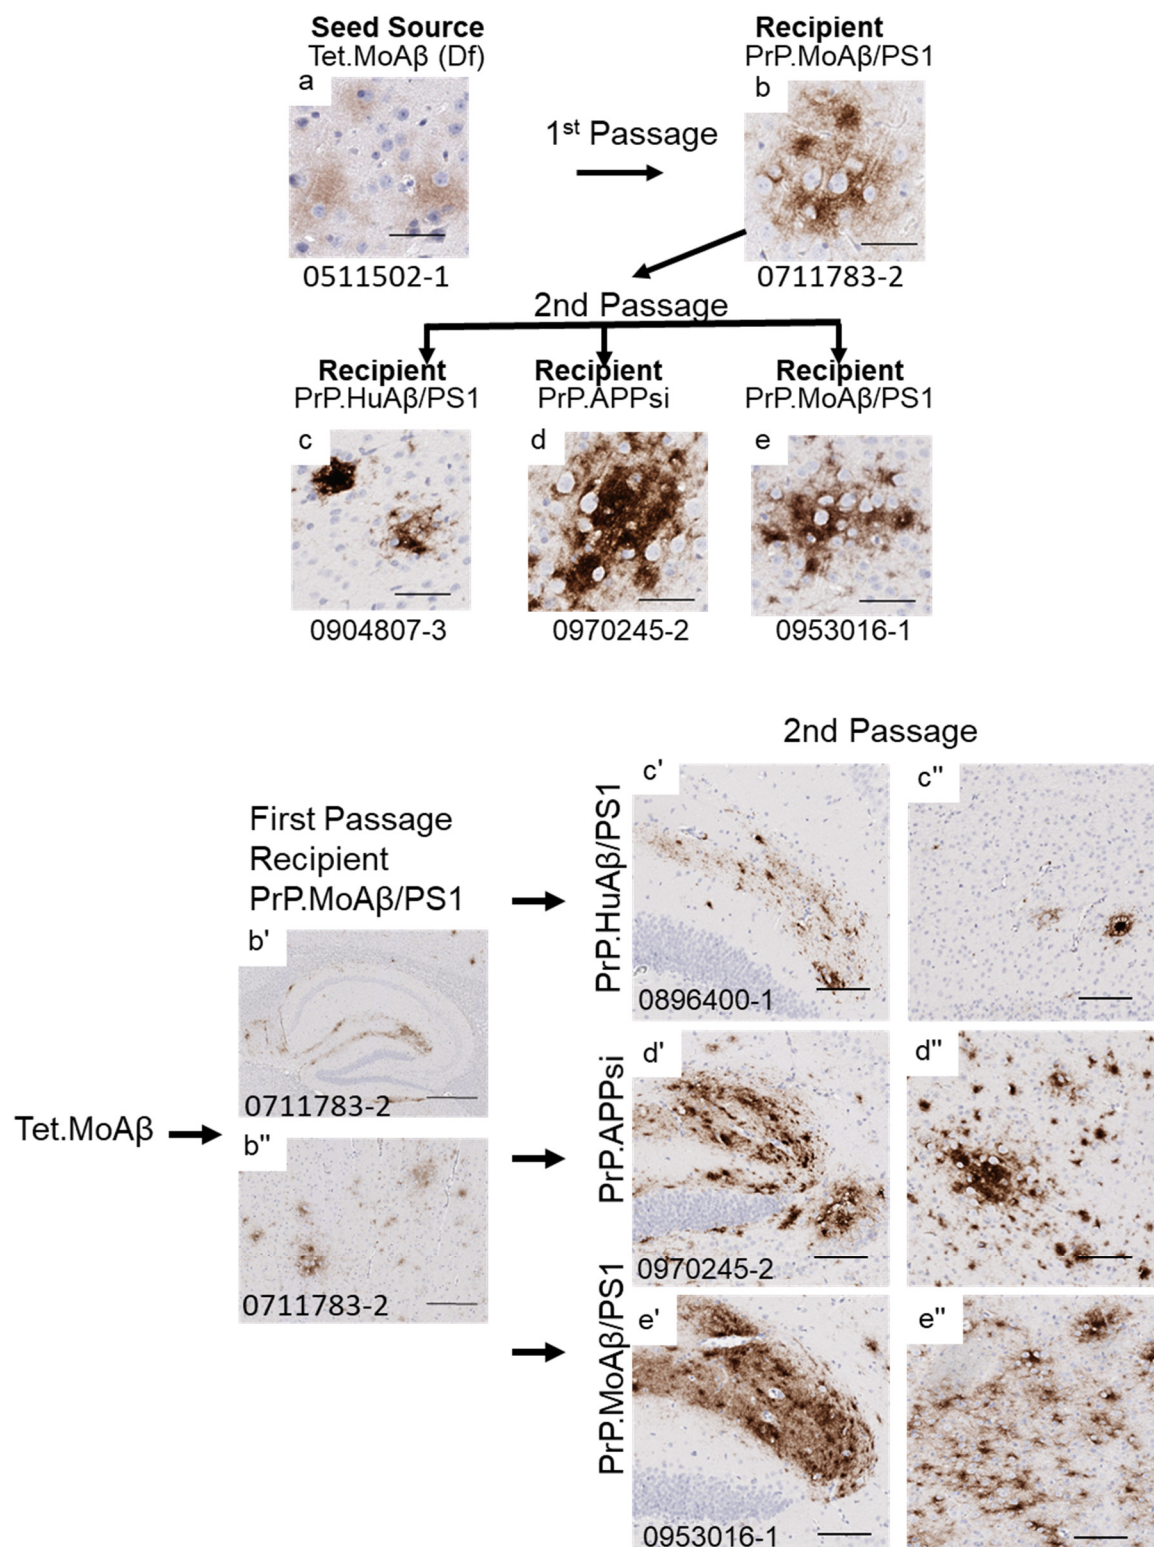 Seed Source
Tet.MoAβ (Df)
a
0511502-1
1st Passage
Recipient
PrP.MoAβ/PS1
b
0711783-2
2nd Passage
Recipient
PrP.HuAβ/PS1
c
0904807-3
Recipient
PrP.APPsi
d
0970245-2
Recipient
PrP.MoAβ/PS1
e
0953016-1
Tet.MoAβ
First Passage
Recipient
PrP.MoAβ/PS1
b'
0711783-2
b"
0711783-2
2nd Passage
PrP.HuAβ/PS1
c'
0896400-1
c"
PrP.APPsi
d'
0970245-2
d"
PrP.MoAβ/PS1
e'
0953016-1
e"